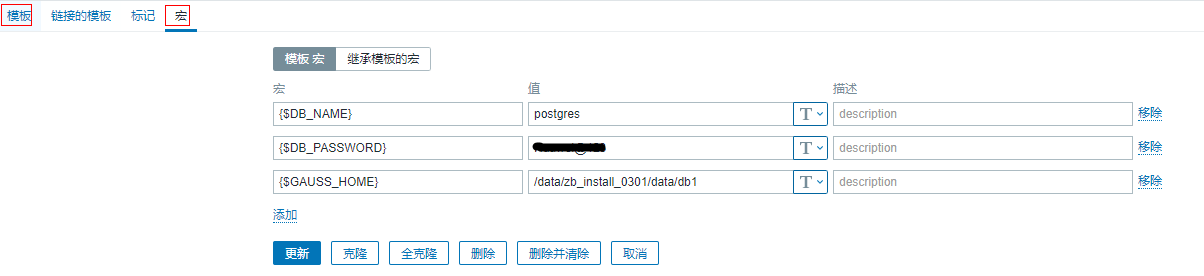 模板 链接的模板 标记 宏
模板 宏 继承模板的宏
宏 值 描述
{$DB_NAME} postgres T description 移除
{$DB_PASSWORD} T description 移除
{$GAUSS_HOME} /data/zb_install_0301/data/db1 T description 移除
添加
更新 克隆 全克隆 删除 删除并清除 取消